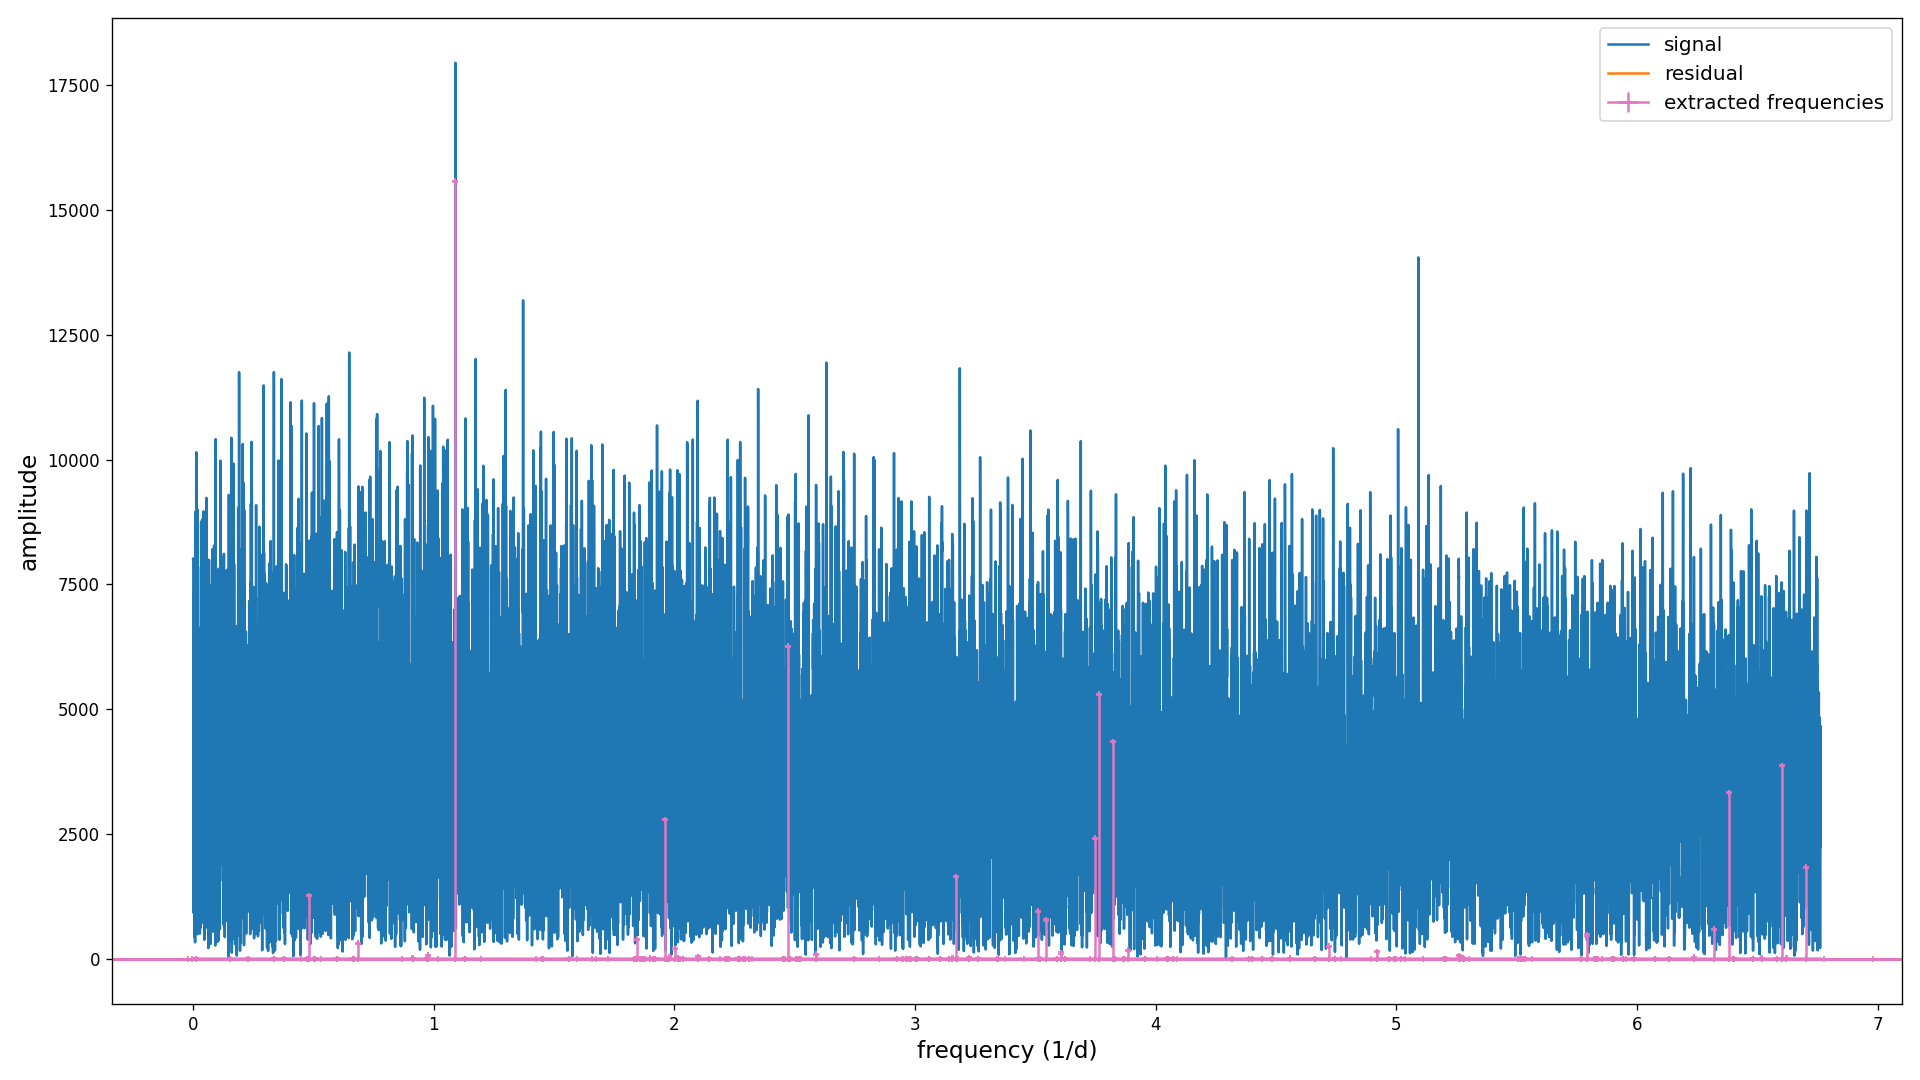 signal
residual
extracted frequencies
17500
15000
12500
10000
7500
5000
2500
0
amplitude
0 1 2 3 4 5 6 7
frequency (1/d)